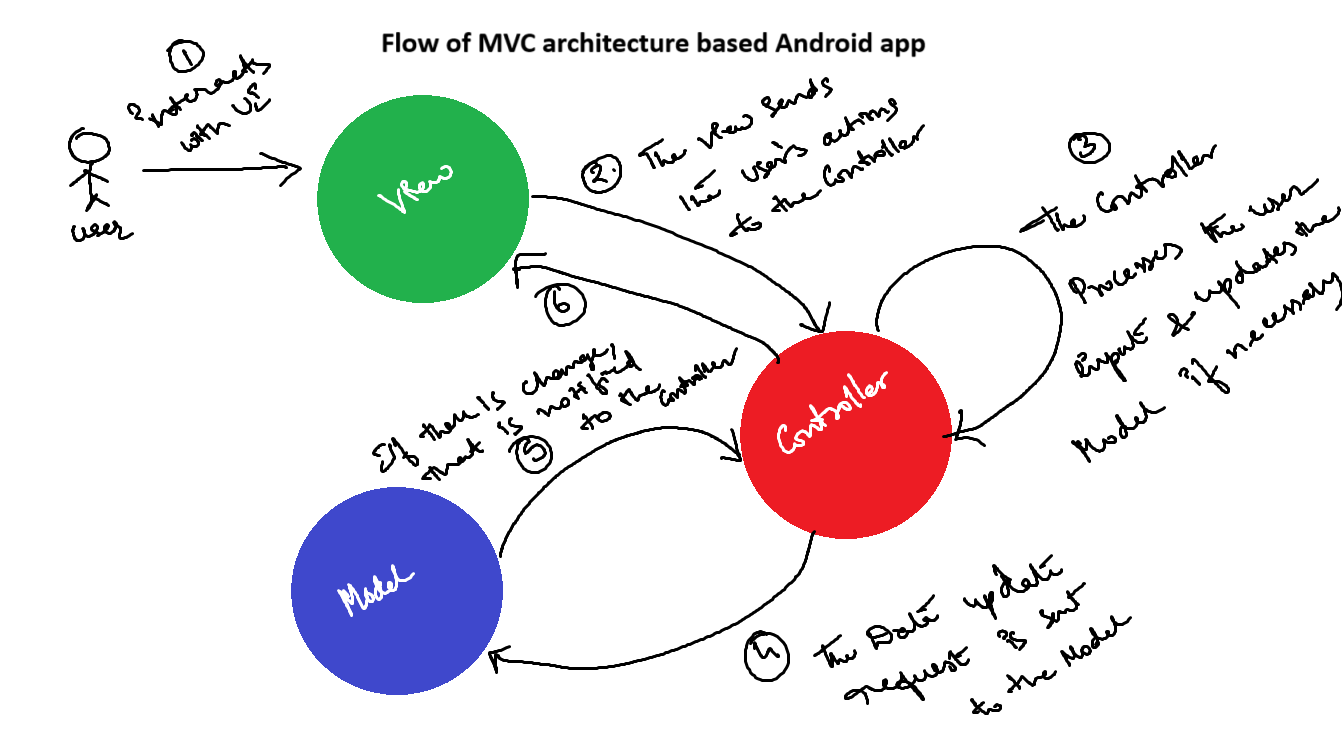 Flow of MVC architecture based Android app
1
Interacts
with UI
user
View
2. The view sends
the user's actions
to the Controller
3
The Controller
Processes the user
input & updates the
Model if necessary
6
Controller
If there is change,
that is notified
to the Controller
5
Model
4
The Data update
request is sent
to the Model